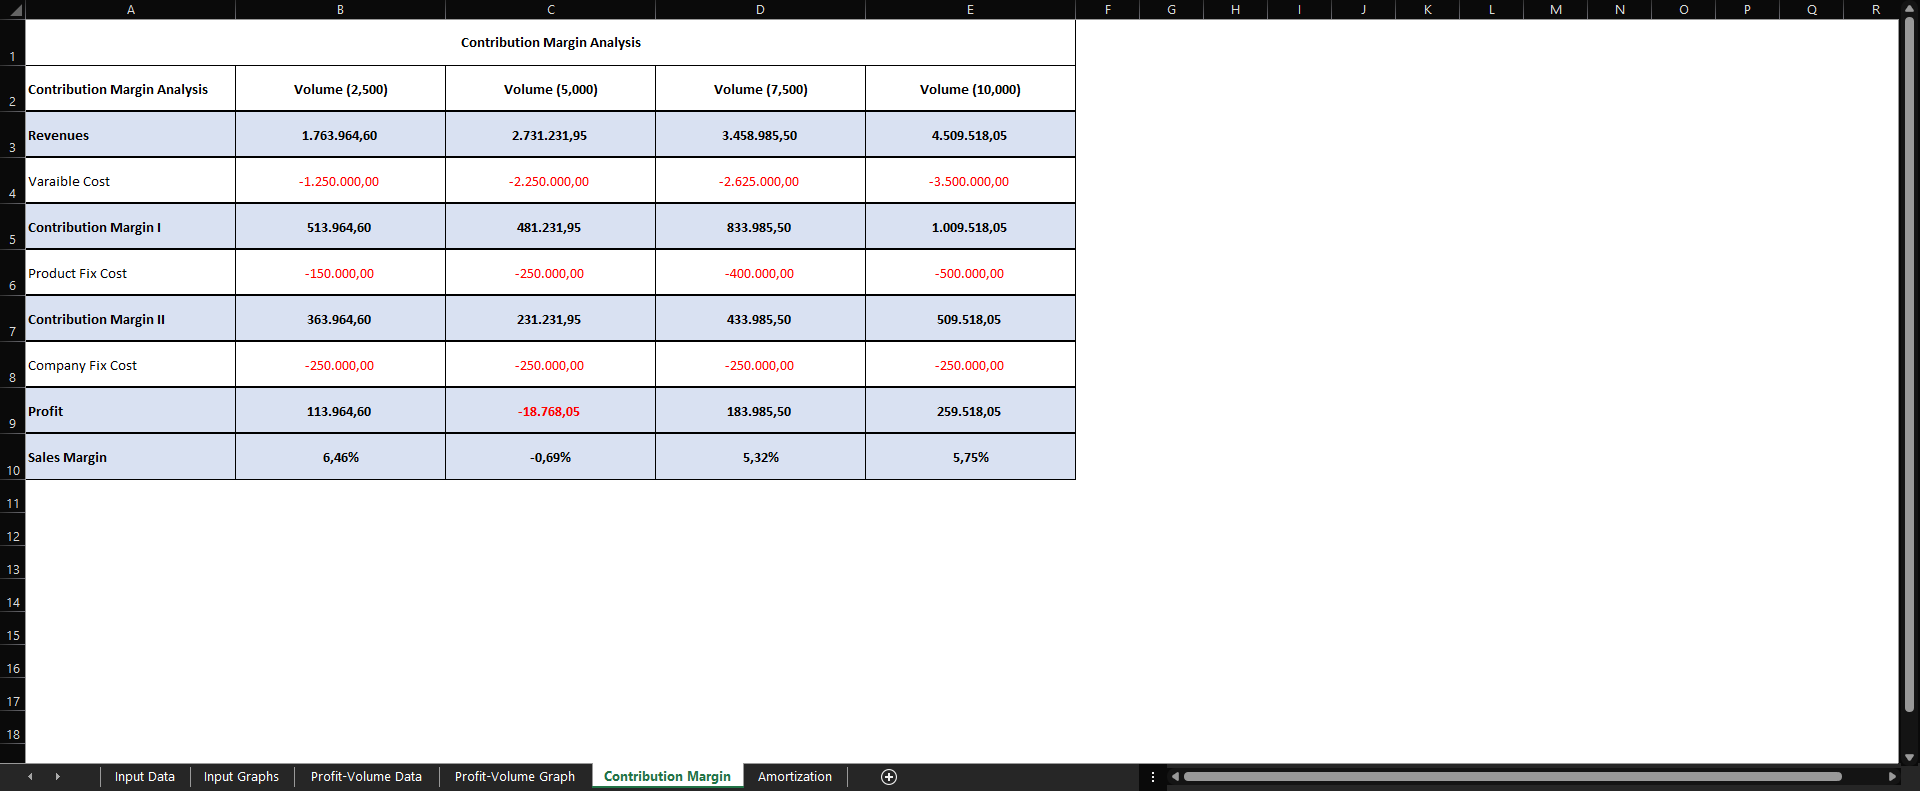 A B C D E F G H I J K L M N O P Q R
1 Contribution Margin Analysis
2 Contribution Margin Analysis Volume (2,500) Volume (5,000) Volume (7,500) Volume (10,000)
3 Revenues 1.763.964,60 2.731.231,95 3.458.985,50 4.509.518,05
4 Varaible Cost -1.250.000,00 -2.250.000,00 -2.625.000,00 -3.500.000,00
5 Contribution Margin I 513.964,60 481.231,95 833.985,50 1.009.518,05
6 Product Fix Cost -150.000,00 -250.000,00 -400.000,00 -500.000,00
7 Contribution Margin II 363.964,60 231.231,95 433.985,50 509.518,05
8 Company Fix Cost -250.000,00 -250.000,00 -250.000,00 -250.000,00
9 Profit 113.964,60 -18.768,05 183.985,50 259.518,05
10 Sales Margin 6,46% -0,69% 5,32% 5,75%
11
12
13
14
15
16
17
18
Input Data Input Graphs Profit-Volume Data Profit-Volume Graph Contribution Margin Amortization